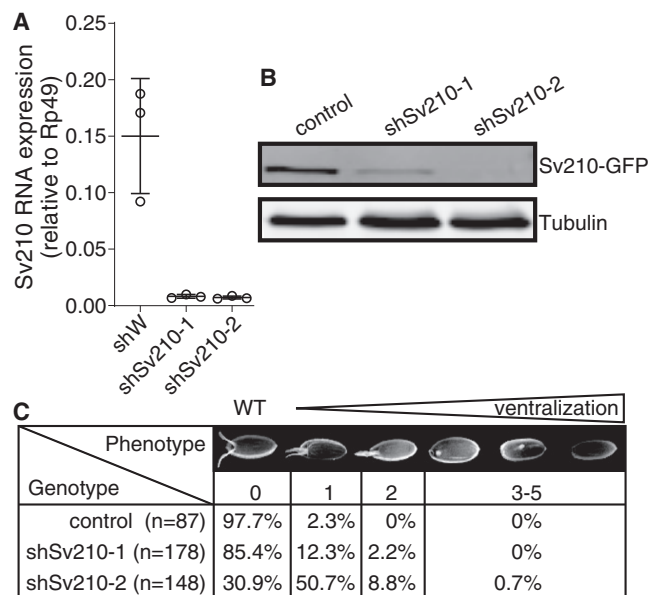 A
Sv210 RNA expression
(relative to Rp49)
0.25
0.20
0.15
0.10
0.05
0.00
shW
shSv210-1
shSv210-2
B
control
shSv210-1
shSv210-2
Sv210-GFP
Tubulin
C
WT
ventralization
Phenotype
Genotype
0
1
2
3-5
control (n=87) 97.7% 2.3% 0% 0%
shSv210-1 (n=178) 85.4% 12.3% 2.2% 0%
shSv210-2 (n=148) 30.9% 50.7% 8.8% 0.7%